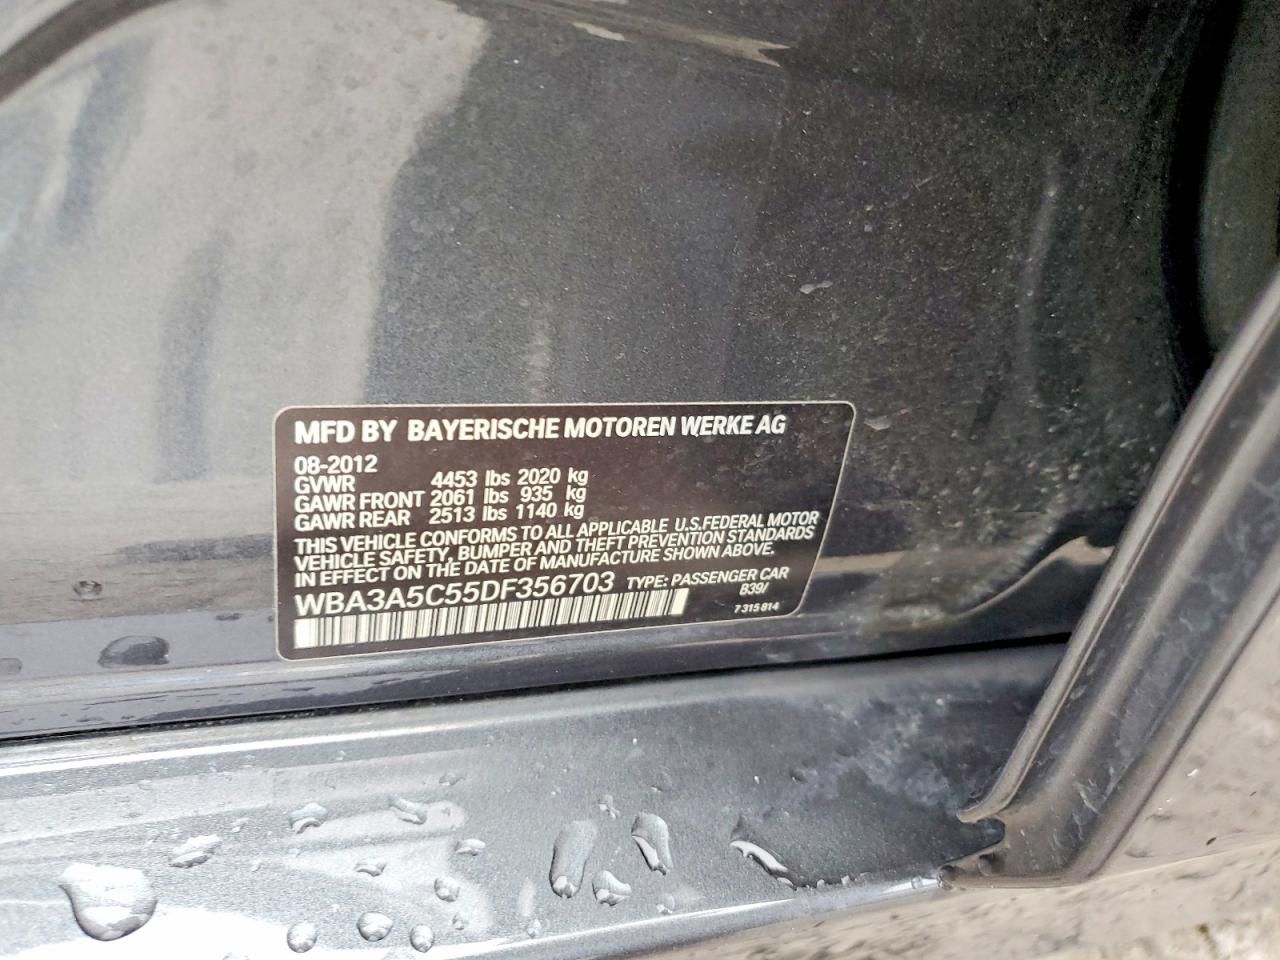 MFD BY BAYERISCHE MOTOREN WERKE AG
08-2012
GVWR 4453 lbs 2020 kg
GAWR FRONT 2061 lbs 935 kg
GAWR REAR 2513 lbs 1140 kg
THIS VEHICLE CONFORMS TO ALL APPLICABLE U.S.FEDERAL MOTOR
VEHICLE SAFETY, BUMPER AND THEFT PREVENTION STANDARDS
IN EFFECT ON THE DATE OF MANUFACTURE SHOWN ABOVE.
WBA3A5C55DF356703 TYPE: PASSENGER CAR
B39/
7 315 814